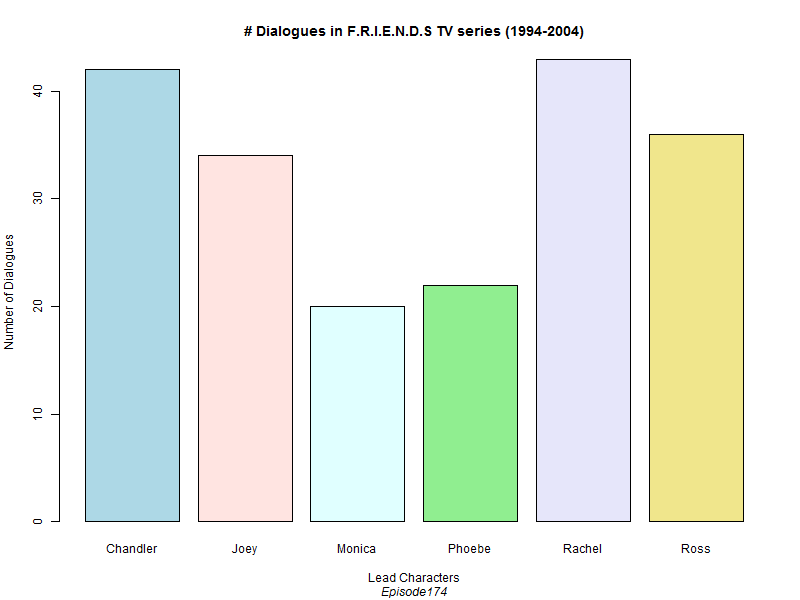 # Dialogues in F.R.I.E.N.D.S TV series (1994-2004)
Number of Dialogues
40
30
20
10
0
Chandler Joey Monica Phoebe Rachel Ross
Lead Characters
Episode174